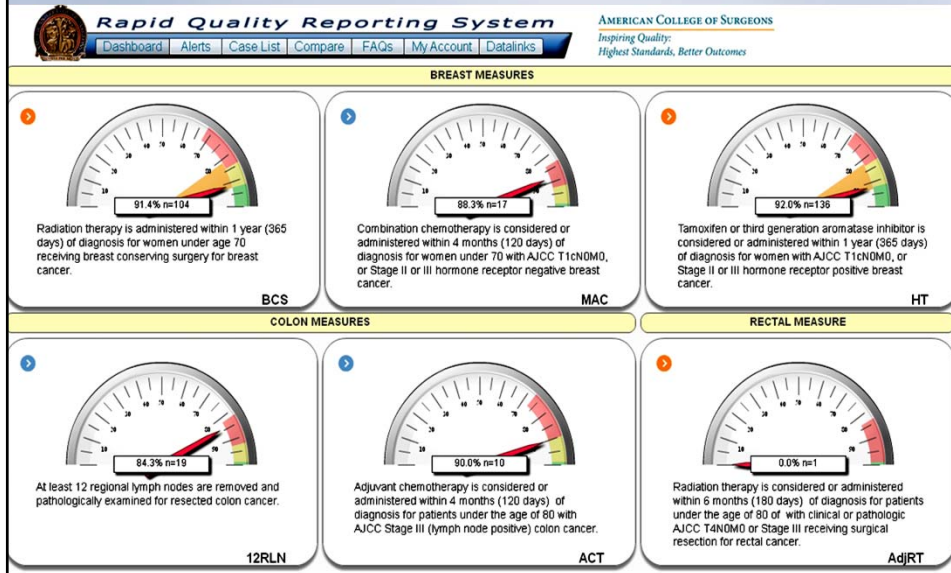 Rapid Quality Reporting System
Dashboard Alerts Case List Compare FAQs My Account Datalinks
AMERICAN COLLEGE OF SURGEONS
Inspiring Quality:
Highest Standards, Better Outcomes
BREAST MEASURES
91.4% n=104
Radiation therapy is administered within 1 year (365
days) of diagnosis for women under age 70
receiving breast conserving surgery for breast
cancer.
BCS
88.3% n=17
Combination chemotherapy is considered or
administered within 4 months (120 days) of
diagnosis for women under 70 with AJCC T1cN0M0,
or Stage II or III hormone receptor negative breast
cancer.
MAC
92.0% n=136
Tamoxifen or third generation aromatase inhibitor is
considered or administered within 1 year (365 days)
of diagnosis for women with AJCC T1cN0M0, or
Stage II or III hormone receptor positive breast
cancer.
HT
COLON MEASURES
RECTAL MEASURE
84.3% n=19
At least 12 regional lymph nodes are removed and
pathologically examined for resected colon cancer.
12RLN
90.0% n=10
Adjuvant chemotherapy is considered or
administered within 4 months (120 days) of
diagnosis for patients under the age of 80 with
AJCC Stage III (lymph node positive) colon cancer.
ACT
0.0% n=1
Radiation therapy is considered or administered
within 6 months (180 days) of diagnosis for patients
under the age of 80 of with clinical or pathologic
AJCC T4N0M0 or Stage III receiving surgical
resection for rectal cancer.
AdjRT